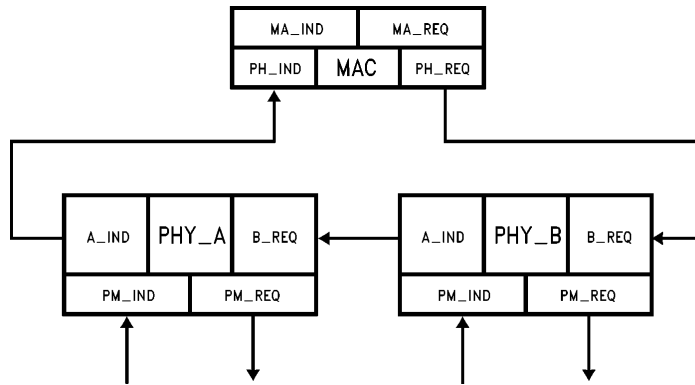 MA_IND MA_REQ
PH_IND MAC PH_REQ
A_IND PHY_A B_REQ A_IND PHY_B B_REQ
PM_IND PM_REQ PM_IND PM_REQ